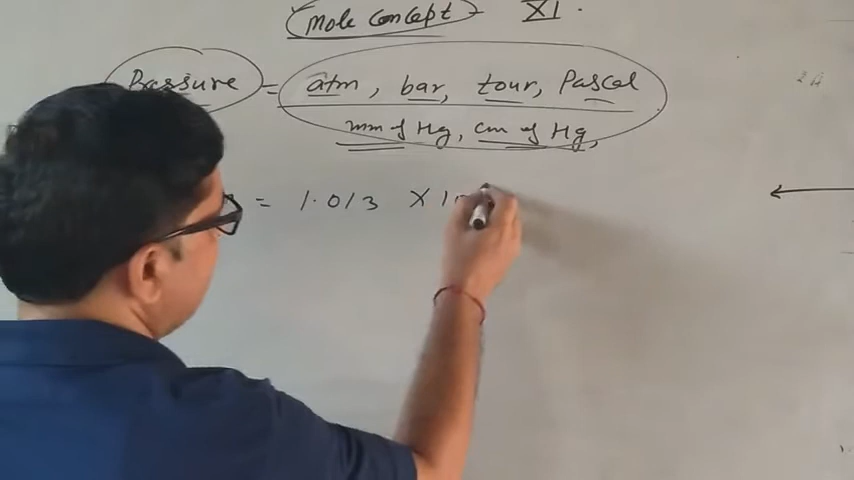 Mole Concept XI.
Pressure = atm, bar, tour, Pascal
mm of Hg, cm of Hg,
= 1.013 X 1